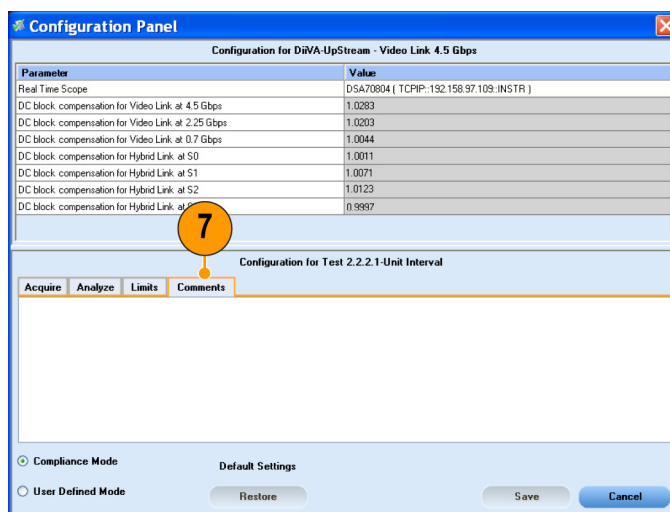 Configuration Panel
Configuration for DiiVA-UpStream - Video Link 4.5 Gbps
Parameter Value
Real Time Scope DSA70804 ( TCPIP::192.158.97.109::INSTR )
DC block compensation for Video Link at 4.5 Gbps 1.0283
DC block compensation for Video Link at 2.25 Gbps 1.0203
DC block compensation for Video Link at 0.7 Gbps 1.0044
DC block compensation for Hybrid Link at S0 1.0011
DC block compensation for Hybrid Link at S1 1.0071
DC block compensation for Hybrid Link at S2 1.0123
DC block compensation for Hybrid Link at 0.9997
7
Configuration for Test 2.2.2.1-Unit Interval
Acquire Analyze Limits Comments
Compliance Mode Default Settings
User Defined Mode Restore Save Cancel